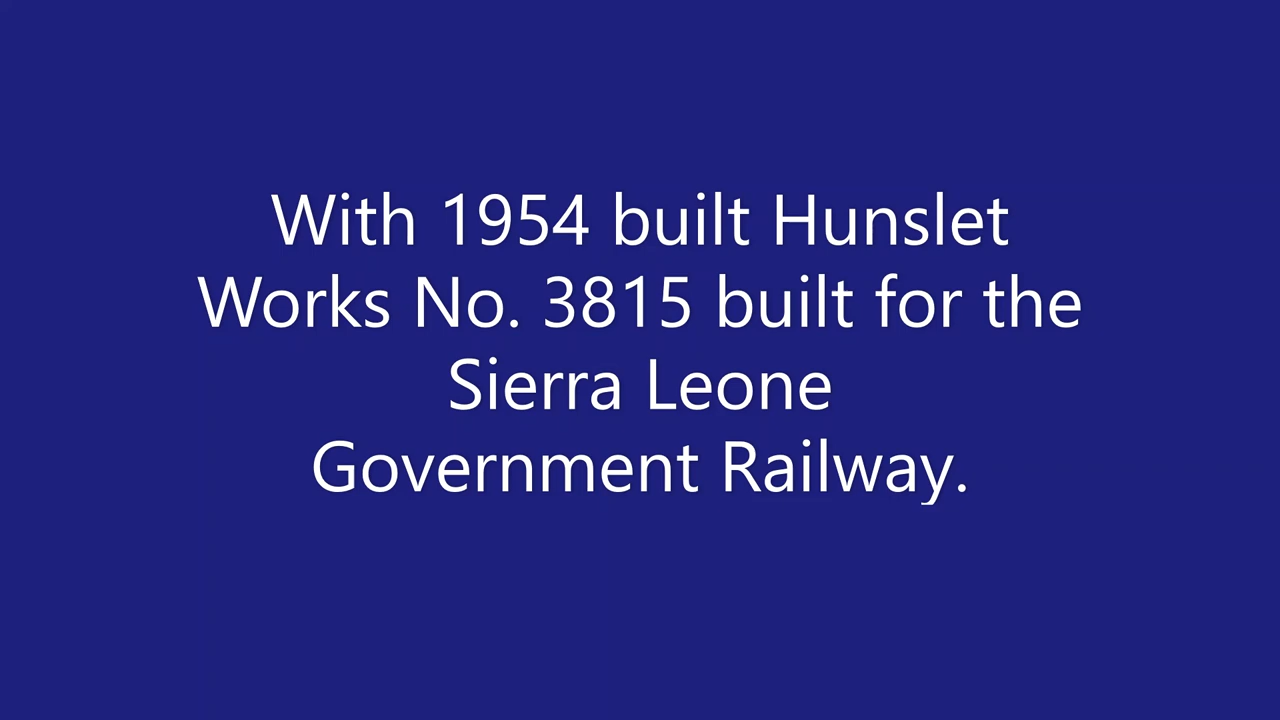 With 1954 built Hunslet
Works No. 3815 built for the
Sierra Leone
Government Railway.